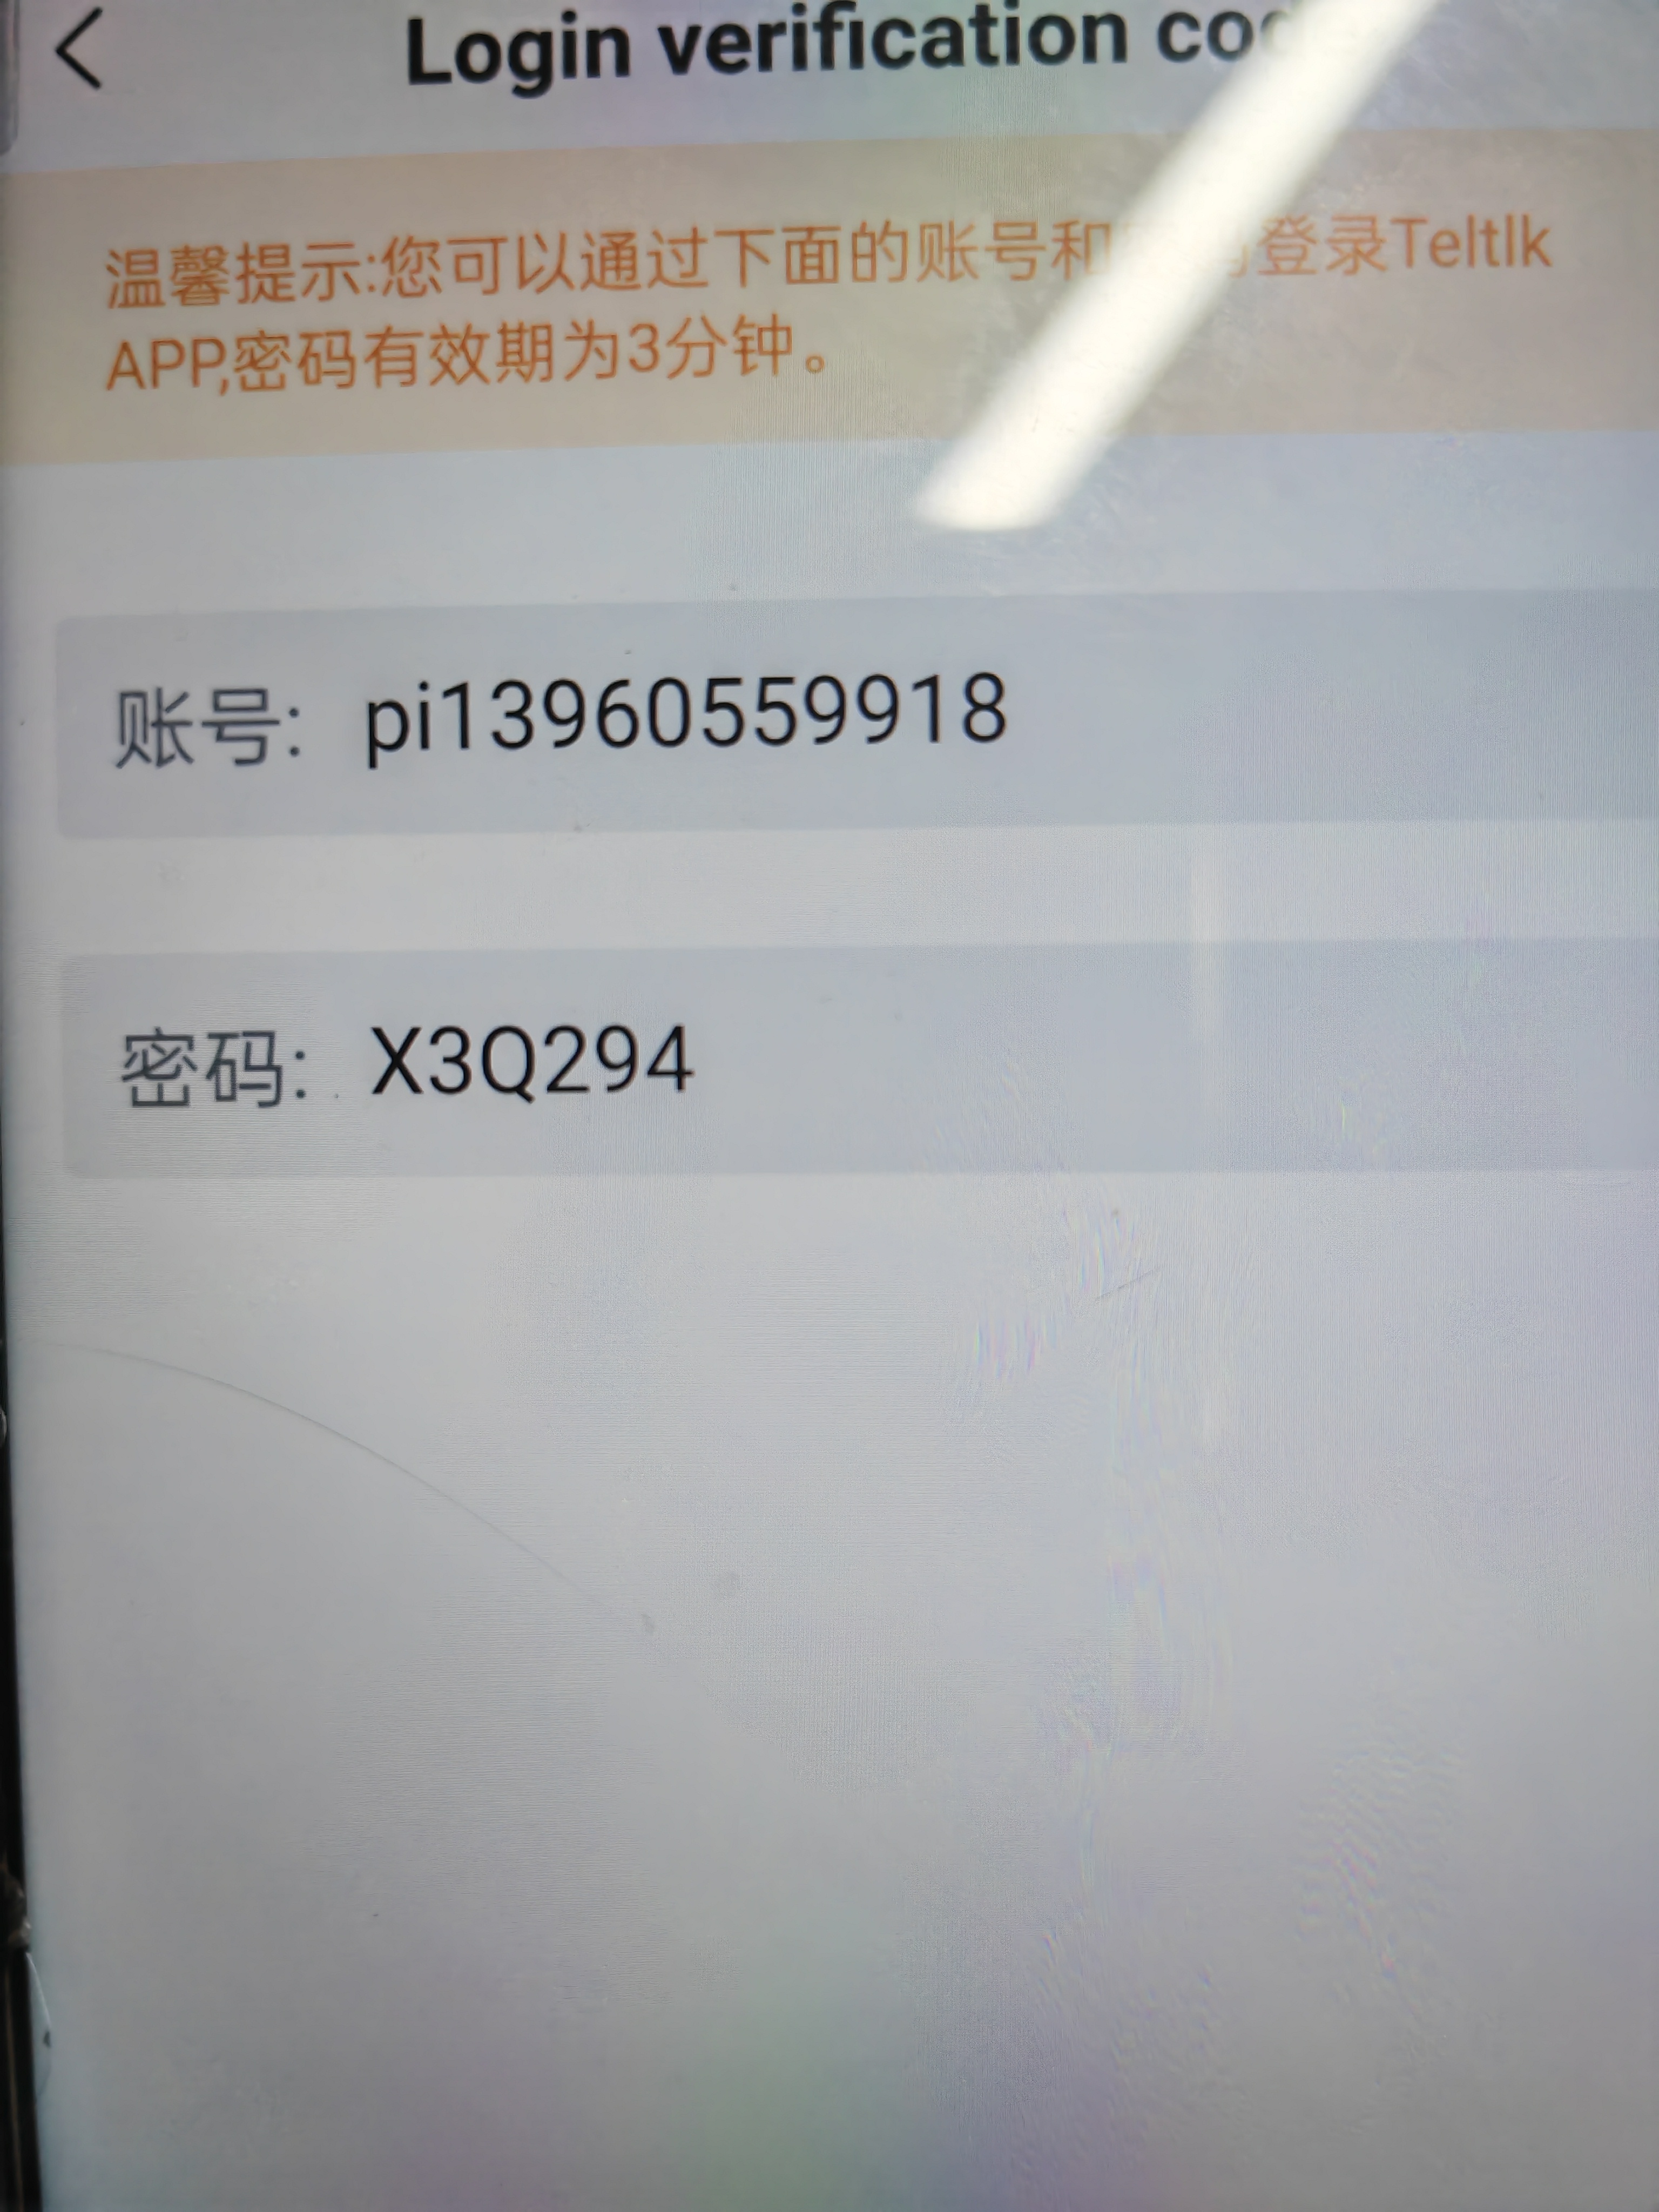 Login verification co
温馨提示:您可以通过下面的账号和 登录Teltlk
APP,密码有效期为3分钟。
账号: pi13960559918
密码: X3Q294